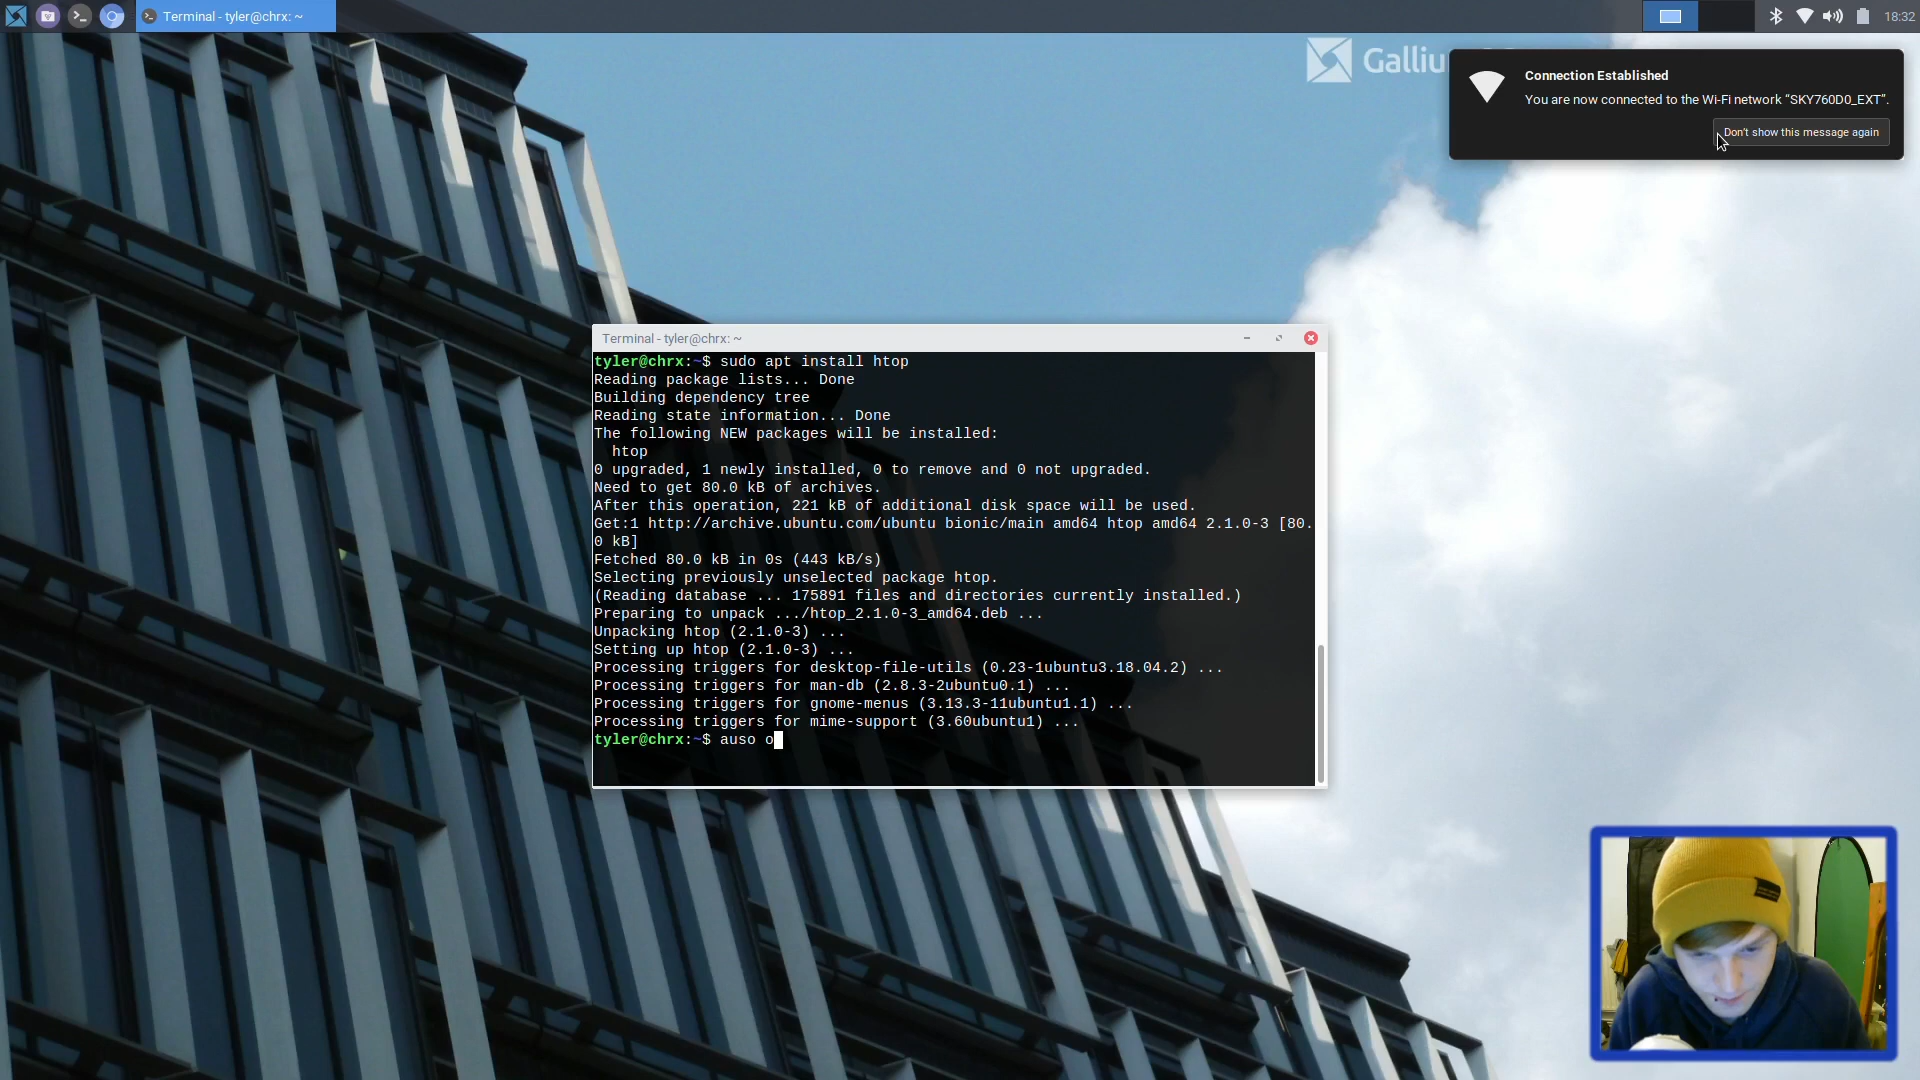 Terminal - tyler@chrx: ~
18:32
Connection Established
You are now connected to the Wi-Fi network “SKY760D0_EXT”.
Don't show this message again
Terminal - tyler@chrx: ~
tyler@chrx:~$ sudo apt install htop
Reading package lists... Done
Building dependency tree
Reading state information... Done
The following NEW packages will be installed:
htop
0 upgraded, 1 newly installed, 0 to remove and 0 not upgraded.
Need to get 80.0 kB of archives.
After this operation, 221 kB of additional disk space will be used.
Get:1 http://archive.ubuntu.com/ubuntu bionic/main amd64 htop amd64 2.1.0-3 [80.
0 kB]
Fetched 80.0 kB in 0s (443 kB/s)
Selecting previously unselected package htop.
(Reading database ... 175891 files and directories currently installed.)
Preparing to unpack .../htop_2.1.0-3_amd64.deb ...
Unpacking htop (2.1.0-3) ...
Setting up htop (2.1.0-3) ...
Processing triggers for desktop-file-utils (0.23-1ubuntu3.18.04.2) ...
Processing triggers for man-db (2.8.3-2ubuntu0.1) ...
Processing triggers for gnome-menus (3.13.3-11ubuntu1.1) ...
Processing triggers for mime-support (3.60ubuntu1) ...
tyler@chrx:~$ auso o